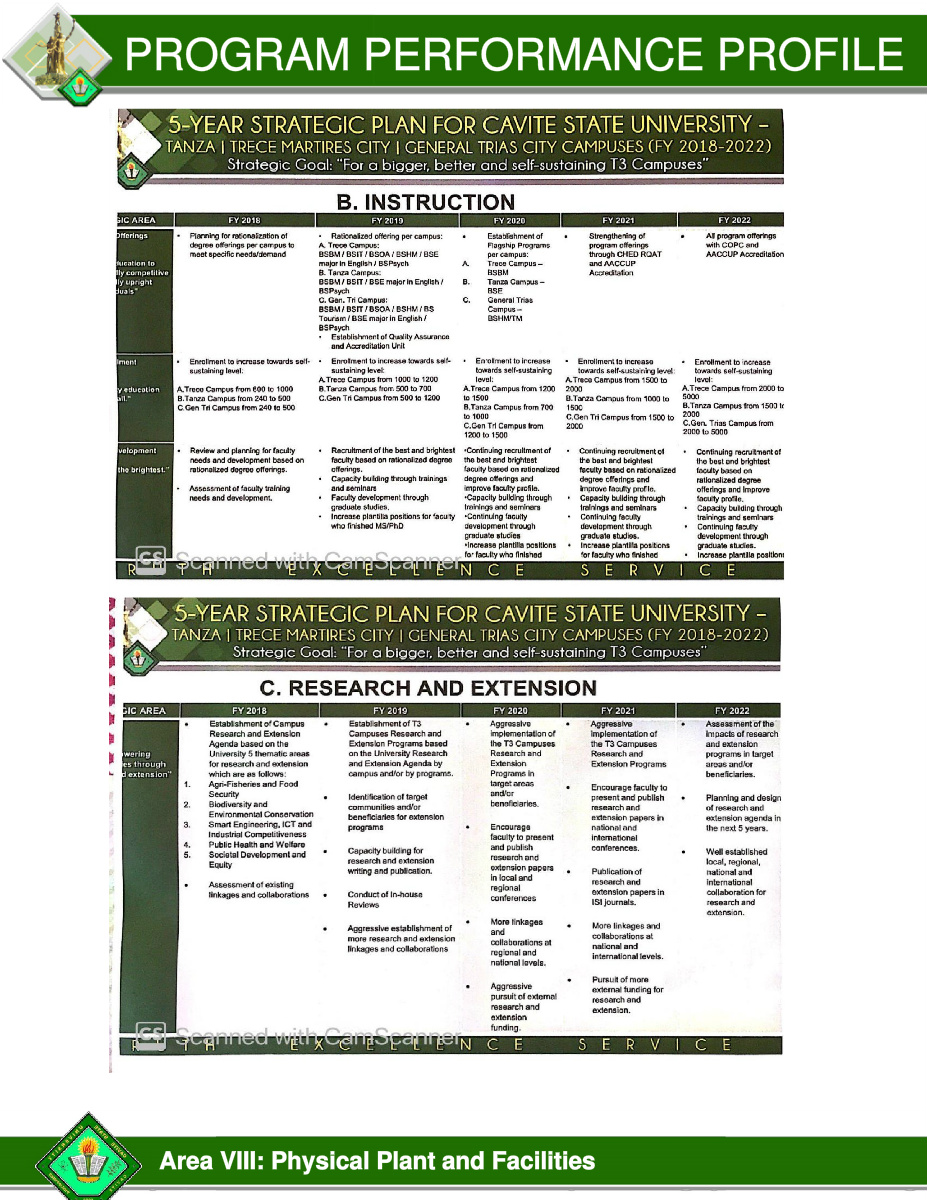 PROGRAM PERFORMANCE PROFILE
5-YEAR STRATEGIC PLAN FOR CAVITE STATE UNIVERSITY –
TANZA | TRECE MARTIRES CITY | GENERAL TRIAS CITY CAMPUSES (FY 2018-2022)
Strategic Goal: "For a bigger, better and self-sustaining T3 Campuses"
B. INSTRUCTION
GIC AREA
FY 2018
FY 2019
FY 2020
FY 2021
FY 2022
Offerings
ducation to
lly competitive
lly upright
duals"
• Planning for rationalization of
degree offerings per campus to
meet specific needs/demand
• Rationalized offering per campus:
A. Trece Campus:
BSBM / BSIT / BSOA / BSHM / BSE
major in English / BSPsych
B. Tanza Campus:
BSBM / BSIT / BSE major in English /
BSPsych
C. Gen. Tri Campus:
BSBM / BSIT / BSOA / BSHM / BS
Tourism / BSE major in English /
BSPsych
• Establishment of Quality Assurance
and Accreditation Unit
• Establishment of
Flagship Programs
per campus:
A. Trece Campus –
BSBM
B. Tanza Campus –
BSE
C. General Trias
Campus –
BSHM/TM
• Strengthening of
program offerings
through CHED RQAT
and AACCUP
Accreditation
• All program offerings
with COPC and
AACCUP Accreditation
lment
y education
all."
• Enrollment to increase towards self-
sustaining level:
A.Trece Campus from 600 to 1000
B.Tanza Campus from 240 to 500
C.Gen Tri Campus from 240 to 500
• Enrollment to increase towards self-
sustaining level:
A.Trece Campus from 1000 to 1200
B.Tanza Campus from 500 to 700
C.Gen Tri Campus from 500 to 1200
• Enrollment to increase
towards self-sustaining
level:
A.Trece Campus from 1200
to 1500
B.Tanza Campus from 700
to 1000
C.Gen Tri Campus from
1200 to 1500
• Enrollment to increase
towards self-sustaining level:
A.Trece Campus from 1500 to
2000
B.Tanza Campus from 1000 to
1500
C.Gen Tri Campus from 1500 to
2000
• Enrollment to increase
towards self-sustaining
level:
A.Trece Campus from 2000 to
5000
B.Tanza Campus from 1500 to
2000
C.Gen. Trias Campus from
2000 to 5000
velopment
the brightest."
• Review and planning for faculty
needs and development based on
rationalized degree offerings.
• Assessment of faculty training
needs and development.
• Recruitment of the best and brightest
faculty based on rationalized degree
offerings.
• Capacity building through trainings
and seminars
• Faculty development through
graduate studies.
• Increase plantilla positions for faculty
who finished MS/PhD
•Continuing recruitment of
the best and brightest
faculty based on rationalized
degree offerings and
improve faculty profile.
•Capacity building through
trainings and seminars
•Continuing faculty
development through
graduate studies
•Increase plantilla positions
for faculty who finished
• Continuing recruitment of
the best and brightest
faculty based on rationalized
degree offerings and
improve faculty profile.
• Capacity building through
trainings and seminars
• Continuing faculty
development through
graduate studies.
• Increase plantilla positions
for faculty who finished
• Continuing recruitment of
the best and brightest
faculty based on
rationalized degree
offerings and improve
faculty profile.
• Capacity building through
trainings and seminars
• Continuing faculty
development through
graduate studies.
• Increase plantilla positions
CS Scanned with CamScanner
EXCELLENCE SERVICE
5-YEAR STRATEGIC PLAN FOR CAVITE STATE UNIVERSITY –
TANZA | TRECE MARTIRES CITY | GENERAL TRIAS CITY CAMPUSES (FY 2018-2022)
Strategic Goal: "For a bigger, better and self-sustaining T3 Campuses"
C. RESEARCH AND EXTENSION
GIC AREA
FY 2018
FY 2019
FY 2020
FY 2021
FY 2022
wering
es through
d extension"
• Establishment of Campus
Research and Extension
Agenda based on the
University 5 thematic areas
for research and extension
which are as follows:
1. Agri-Fisheries and Food
Security
2. Biodiversity and
Environmental Conservation
3. Smart Engineering, ICT and
Industrial Competitiveness
4. Public Health and Welfare
5. Societal Development and
Equity
• Assessment of existing
linkages and collaborations
• Establishment of T3
Campuses Research and
Extension Programs based
on the University Research
and Extension Agenda by
campus and/or by programs.
• Identification of target
communities and/or
beneficiaries for extension
programs
• Capacity building for
research and extension
writing and publication.
• Conduct of In-house
Reviews
• Aggressive establishment of
more research and extension
linkages and collaborations
• Aggressive
implementation of
the T3 Campuses
Research and
Extension
Programs in
target areas
and/or
beneficiaries.
• Encourage
faculty to present
and publish
research and
extension papers
in local and
regional
conferences
• More linkages
and
collaborations at
regional and
national levels.
• Aggressive
pursuit of external
research and
extension
funding.
• Aggressive
implementation of
the T3 Campuses
Research and
Extension Programs
• Encourage faculty to
present and publish
research and
extension papers in
national and
international
conferences.
• Publication of
research and
extension papers in
ISI journals.
• More linkages and
collaborations at
national and
international levels.
• Pursuit of more
external funding for
research and
extension.
• Assessment of the
impacts of research
and extension
programs in target
areas and/or
beneficiaries.
• Planning and design
of research and
extension agenda in
the next 5 years.
• Well established
local, regional,
national and
international
collaboration for
research and
extension.
CS Scanned with CamScanner
EXCELLENCE SERVICE
Area VIII: Physical Plant and Facilities